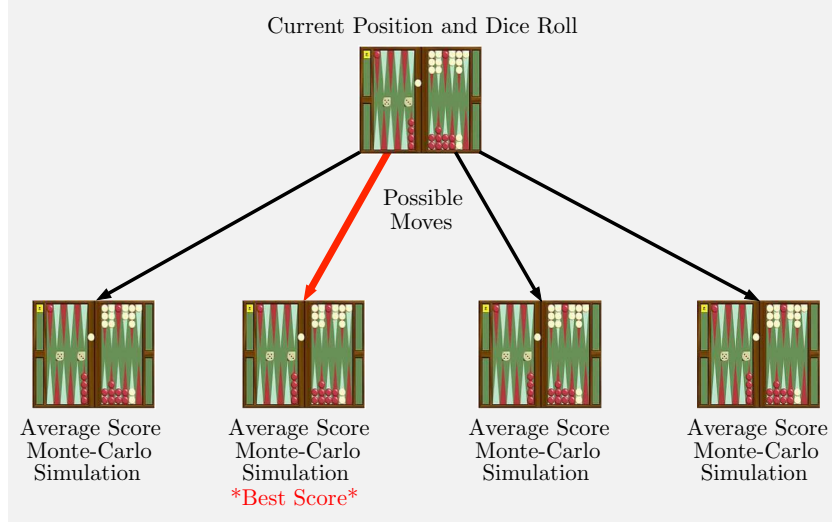 Current Position and Dice Roll
Possible
Moves
Average Score
Monte-Carlo
Simulation
Average Score
Monte-Carlo
Simulation
*Best Score*
Average Score
Monte-Carlo
Simulation
Average Score
Monte-Carlo
Simulation